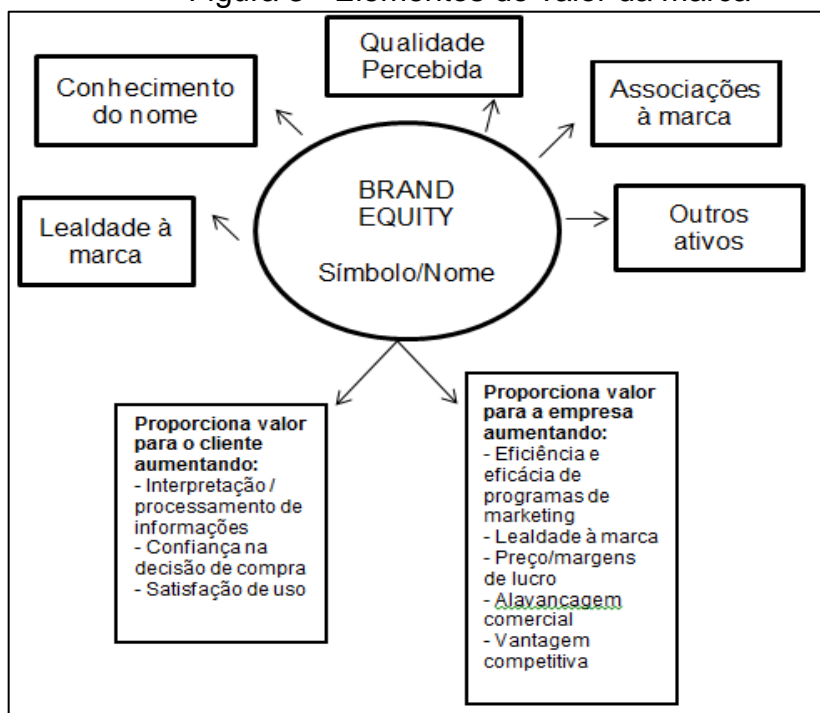 Qualidade
Percebida
Conhecimento
do nome
Associações
à marca
Lealdade à
marca
BRAND
EQUITY
Símbolo/Nome
Outros
ativos
Proporciona valor
para o cliente
aumentando:
- Interpretação /
processamento de
informações
- Confiança na
decisão de compra
- Satisfação de uso
Proporciona valor
para a empresa
aumentando:
- Eficiência e
eficácia de
programas de
marketing
- Lealdade à marca
- Preço/margens
de lucro
- Alavancagem
comercial
- Vantagem
competitiva